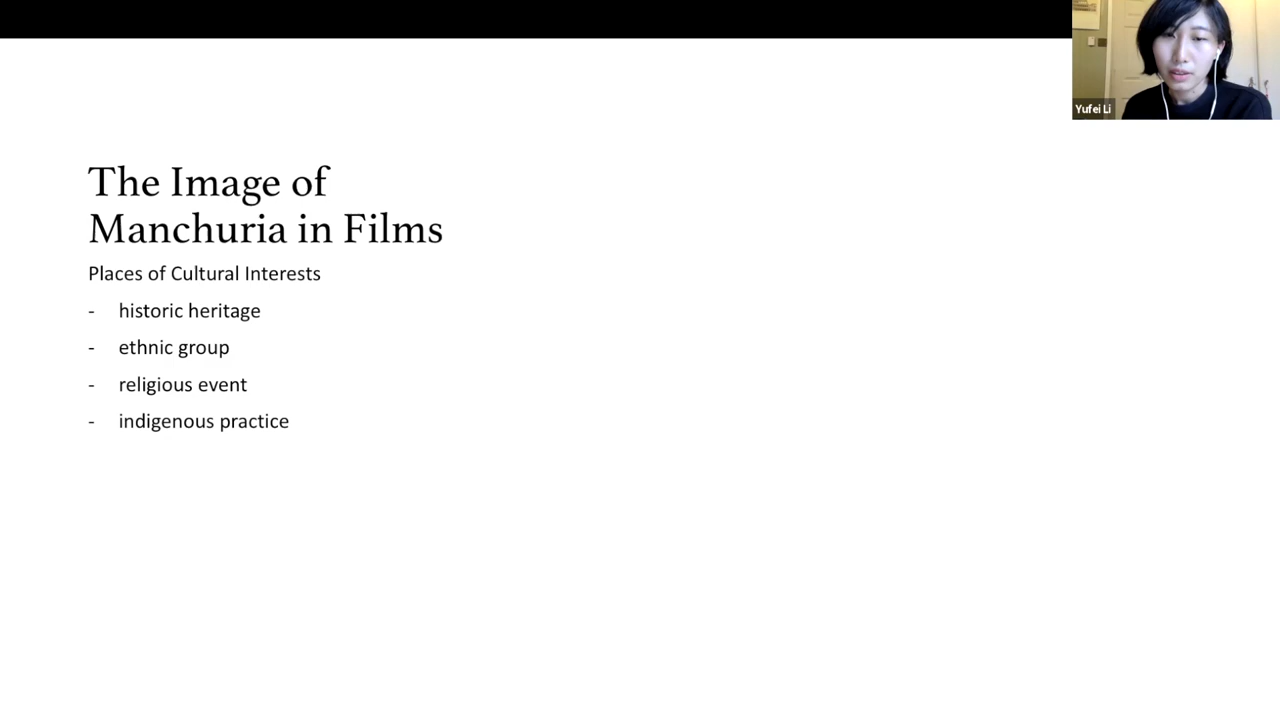 Yufei Li
The Image of
Manchuria in Films
Places of Cultural Interests
- historic heritage
- ethnic group
- religious event
- indigenous practice